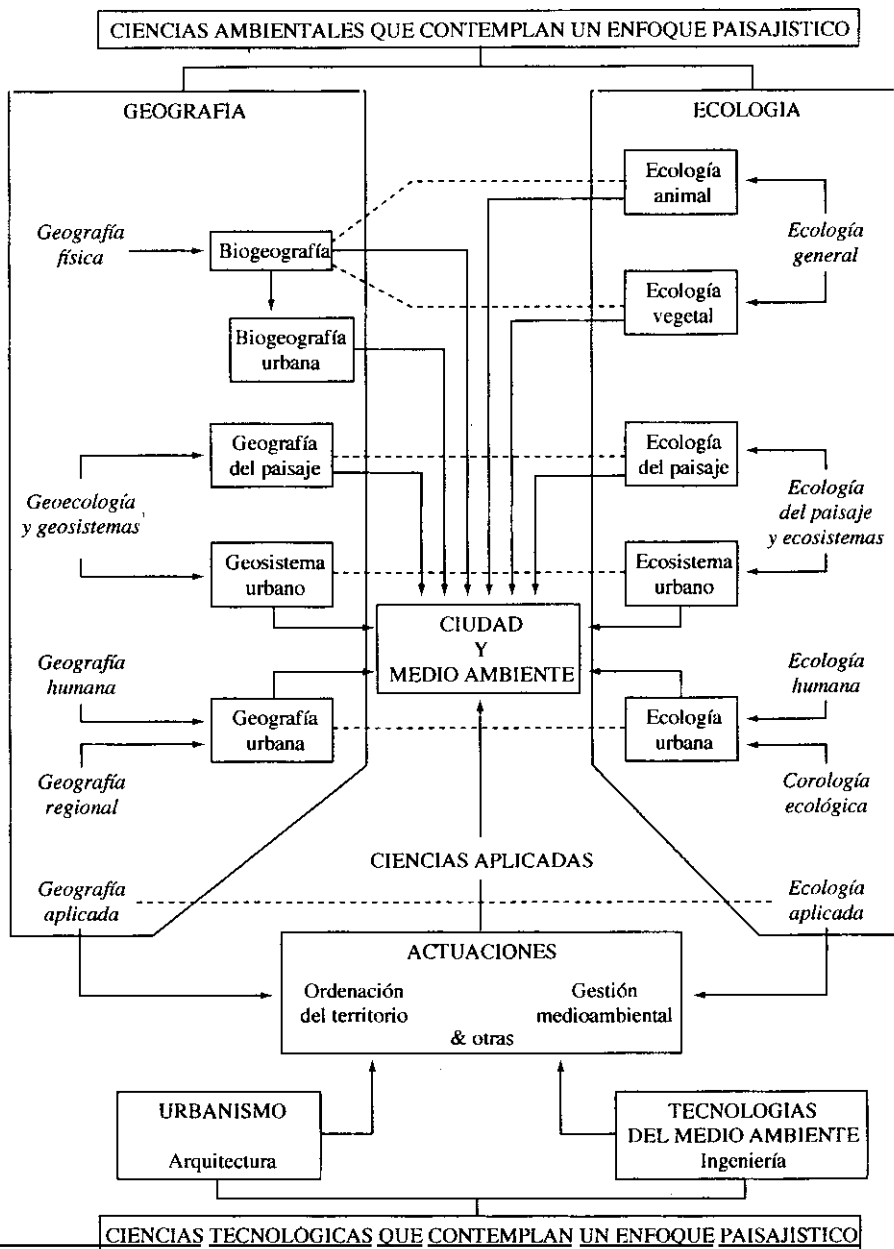 CIENCIAS AMBIENTALES QUE CONTEMPLAN UN ENFOQUE PAISAJISTICO
GEOGRAFIA
ECOLOGIA
Geografía
física
Biogeografía
Biogeografía
urbana
Ecología
animal
Ecología
vegetal
Ecología
general
Geoecología
y geosistemas
Geografía
del paisaje
Geosistema
urbano
Ecología
del paisaje
Ecosistema
urbano
Ecología
del paisaje
y ecosistemas
CIUDAD
Y
MEDIO AMBIENTE
Geografía
humana
Geografía
regional
Geografía
urbana
Ecología
urbana
Ecología
humana
Corología
ecológica
CIENCIAS APLICADAS
Geografía
aplicada
Ecología
aplicada
ACTUACIONES
Ordenación
del territorio
Gestión
medioambiental
& otras
URBANISMO
Arquitectura
TECNOLOGIAS
DEL MEDIO AMBIENTE
Ingeniería
CIENCIAS TECNOLOGICAS QUE CONTEMPLAN UN ENFOQUE PAISAJISTICO